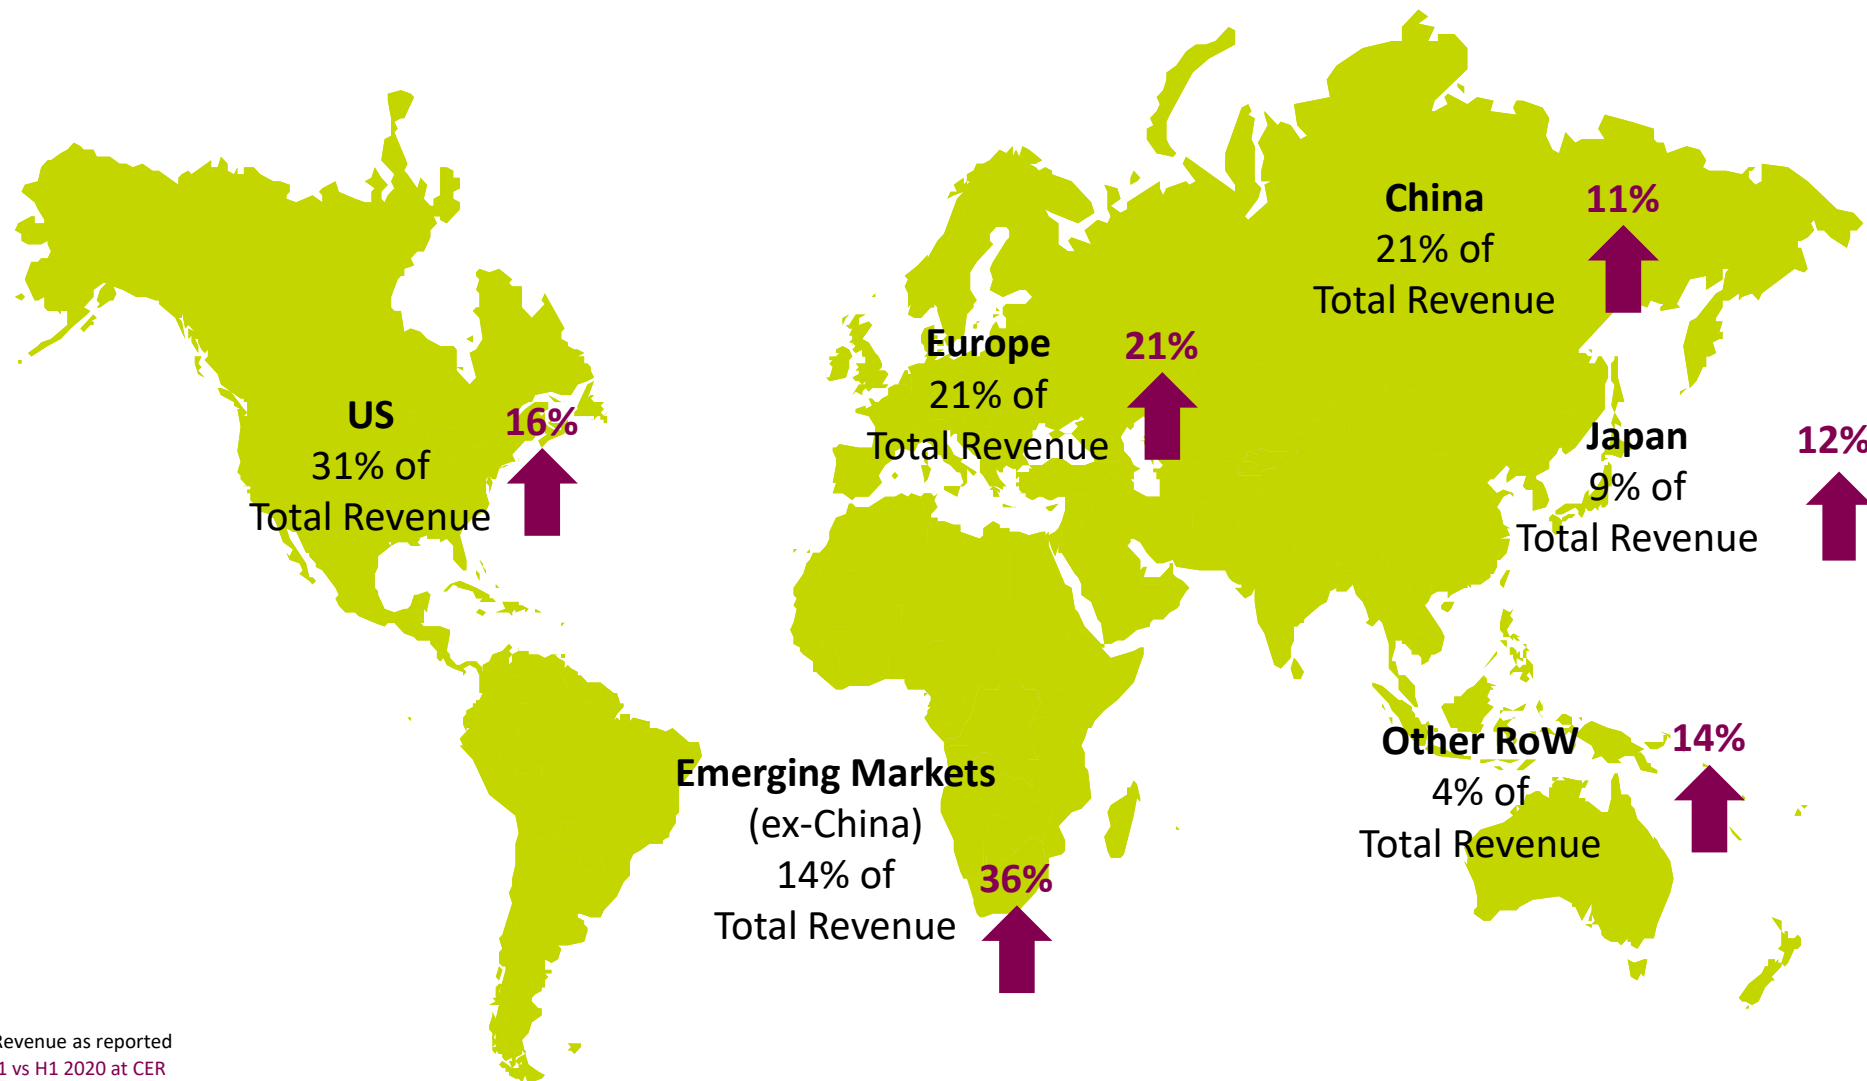 China
21% of
Total Revenue
11%
Europe
21% of
Total Revenue
21%
US
31% of
Total Revenue
16%
Japan
9% of
Total Revenue
12%
Other RoW
4% of
Total Revenue
14%
Emerging Markets
(ex-China)
14% of
Total Revenue
36%
Revenue as reported
1 vs H1 2020 at CER